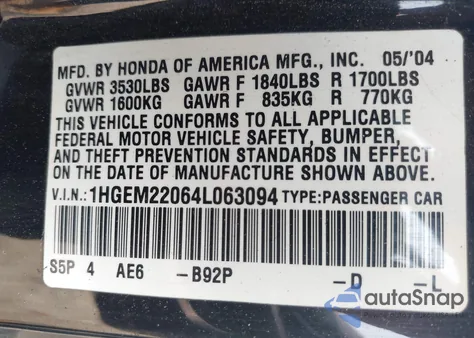 MFD. BY HONDA OF AMERICA MFG., INC. 05/'04
GVWR 3530LBS GAWR F 1840LBS R 1700LBS
GVWR 1600KG GAWR F 835KG R 770KG
THIS VEHICLE CONFORMS TO ALL APPLICABLE
FEDERAL MOTOR VEHICLE SAFETY, BUMPER,
AND THEFT PREVENTION STANDARDS IN EFFECT
ON THE DATE OF MANUFACTURE SHOWN ABOVE.
V.I.N.: 1HGEM22064L063094 TYPE: PASSENGER CAR
S5P 4 AE6 -B92P -D -L
autoSnap